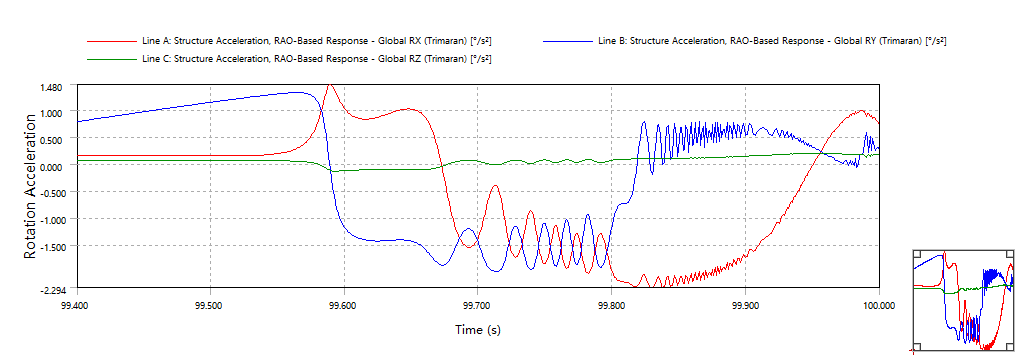 Line A: Structure Acceleration, RAO-Based Response - Global RX (Trimaran) [°/s²]
Line B: Structure Acceleration, RAO-Based Response - Global RY (Trimaran) [°/s²]
Line C: Structure Acceleration, RAO-Based Response - Global RZ (Trimaran) [°/s²]
Rotation Acceleration
1.480
1.000
0.500
0.000
-0.500
-1.000
-1.500
-2.294
99.400 99.500 99.600 99.700 99.800 99.900 100.000
Time (s)